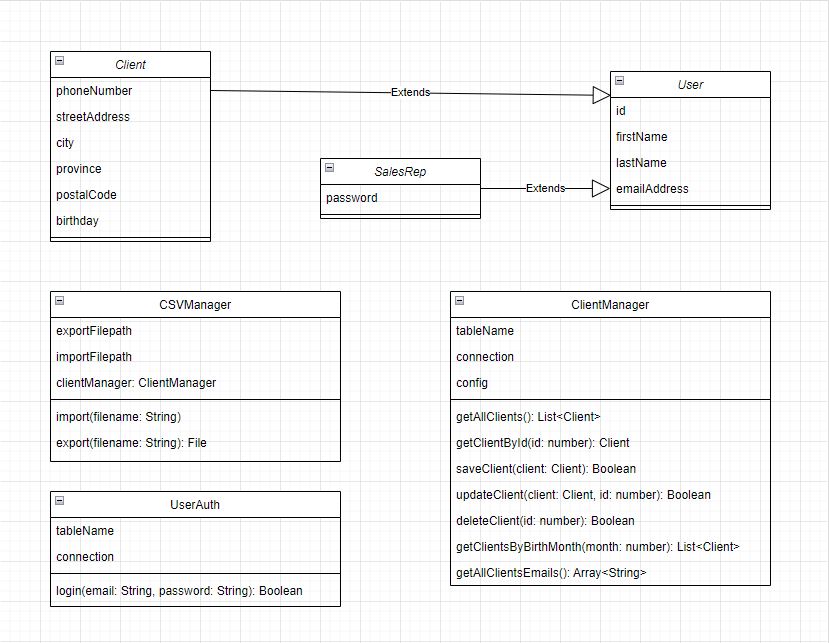 Client
phoneNumber
streetAddress
city
province
postalCode
birthday
Extends
User
id
firstName
lastName
emailAddress
SalesRep
password
Extends
CSVManager
exportFilepath
importFilepath
clientManager: ClientManager
import(filename: String)
export(filename: String): File
ClientManager
tableName
connection
config
getAllClients(): List<Client>
getClientById(id: number): Client
saveClient(client: Client): Boolean
updateClient(client: Client, id: number): Boolean
deleteClient(id: number): Boolean
getClientsByBirthMonth(month: number): List<Client>
getAllClientsEmails(): Array<String>
UserAuth
tableName
connection
login(email: String, password: String): Boolean